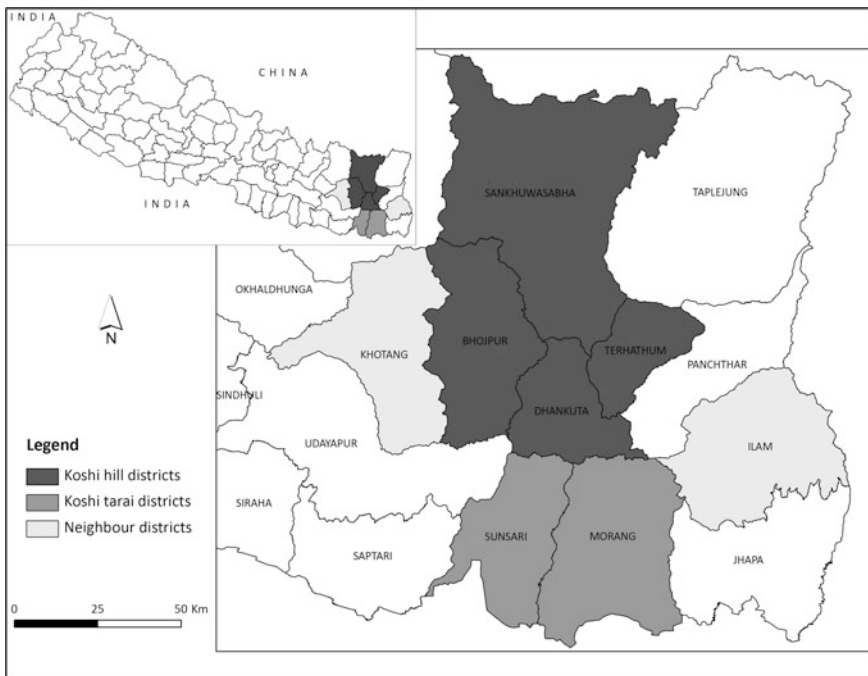 INDIA
CHINA
INDIA
SANKHUWASABHA
TAPLEJUNG
OKHALDHUNGA
N
KHOTANG
BHOJPUR
TERHATHUM
PANCHTHAR
SINDHULI
DHANKUTA
Legend
UDAYAPUR
ILAM
Koshi hill districts
Koshi tarai districts
SIRAHA
Neighbour districts
SUNSARI
MORANG
SAPTARI
JHAPA
0 25 50 Km